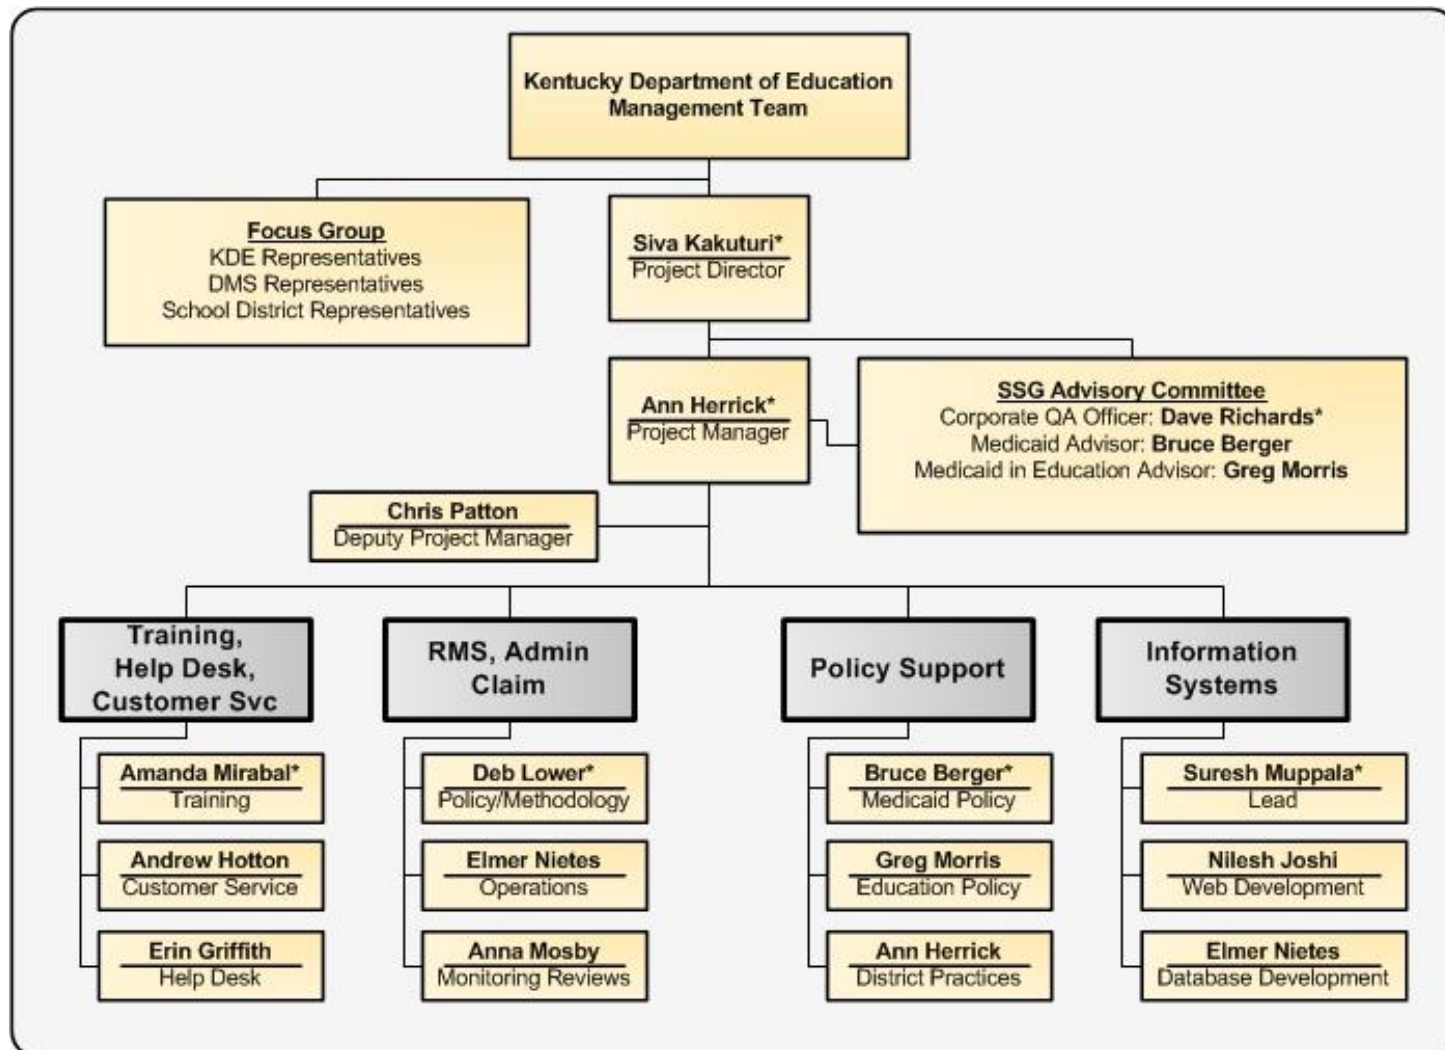 Kentucky Department of Education
Management Team
Focus Group
KDE Representatives
DMS Representatives
School District Representatives
Siva Kakuturi*
Project Director
Ann Herrick*
Project Manager
SSG Advisory Committee
Corporate QA Officer: Dave Richards*
Medicaid Advisor: Bruce Berger
Medicaid in Education Advisor: Greg Morris
Chris Patton
Deputy Project Manager
Training,
Help Desk,
Customer Svc
Amanda Mirabal*
Training
Andrew Hotton
Customer Service
Erin Griffith
Help Desk
RMS, Admin
Claim
Deb Lower*
Policy/Methodology
Elmer Nietes
Operations
Anna Mosby
Monitoring Reviews
Policy Support
Bruce Berger*
Medicaid Policy
Greg Morris
Education Policy
Ann Herrick
District Practices
Information
Systems
Suresh Muppala*
Lead
Nilesh Joshi
Web Development
Elmer Nietes
Database Development